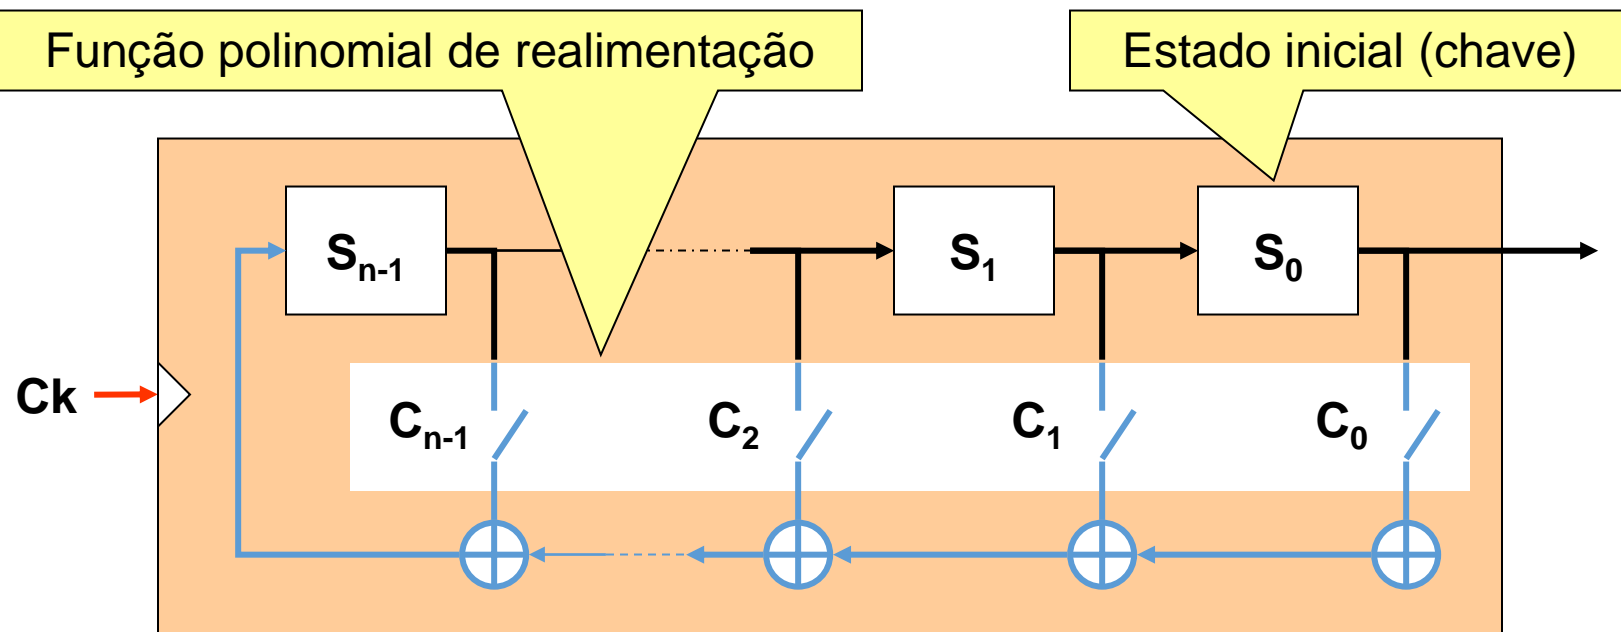 Função polinomial de realimentação
Estado inicial (chave)
Sn-1
S1
S0
Ck
Cn-1
C2
C1
C0